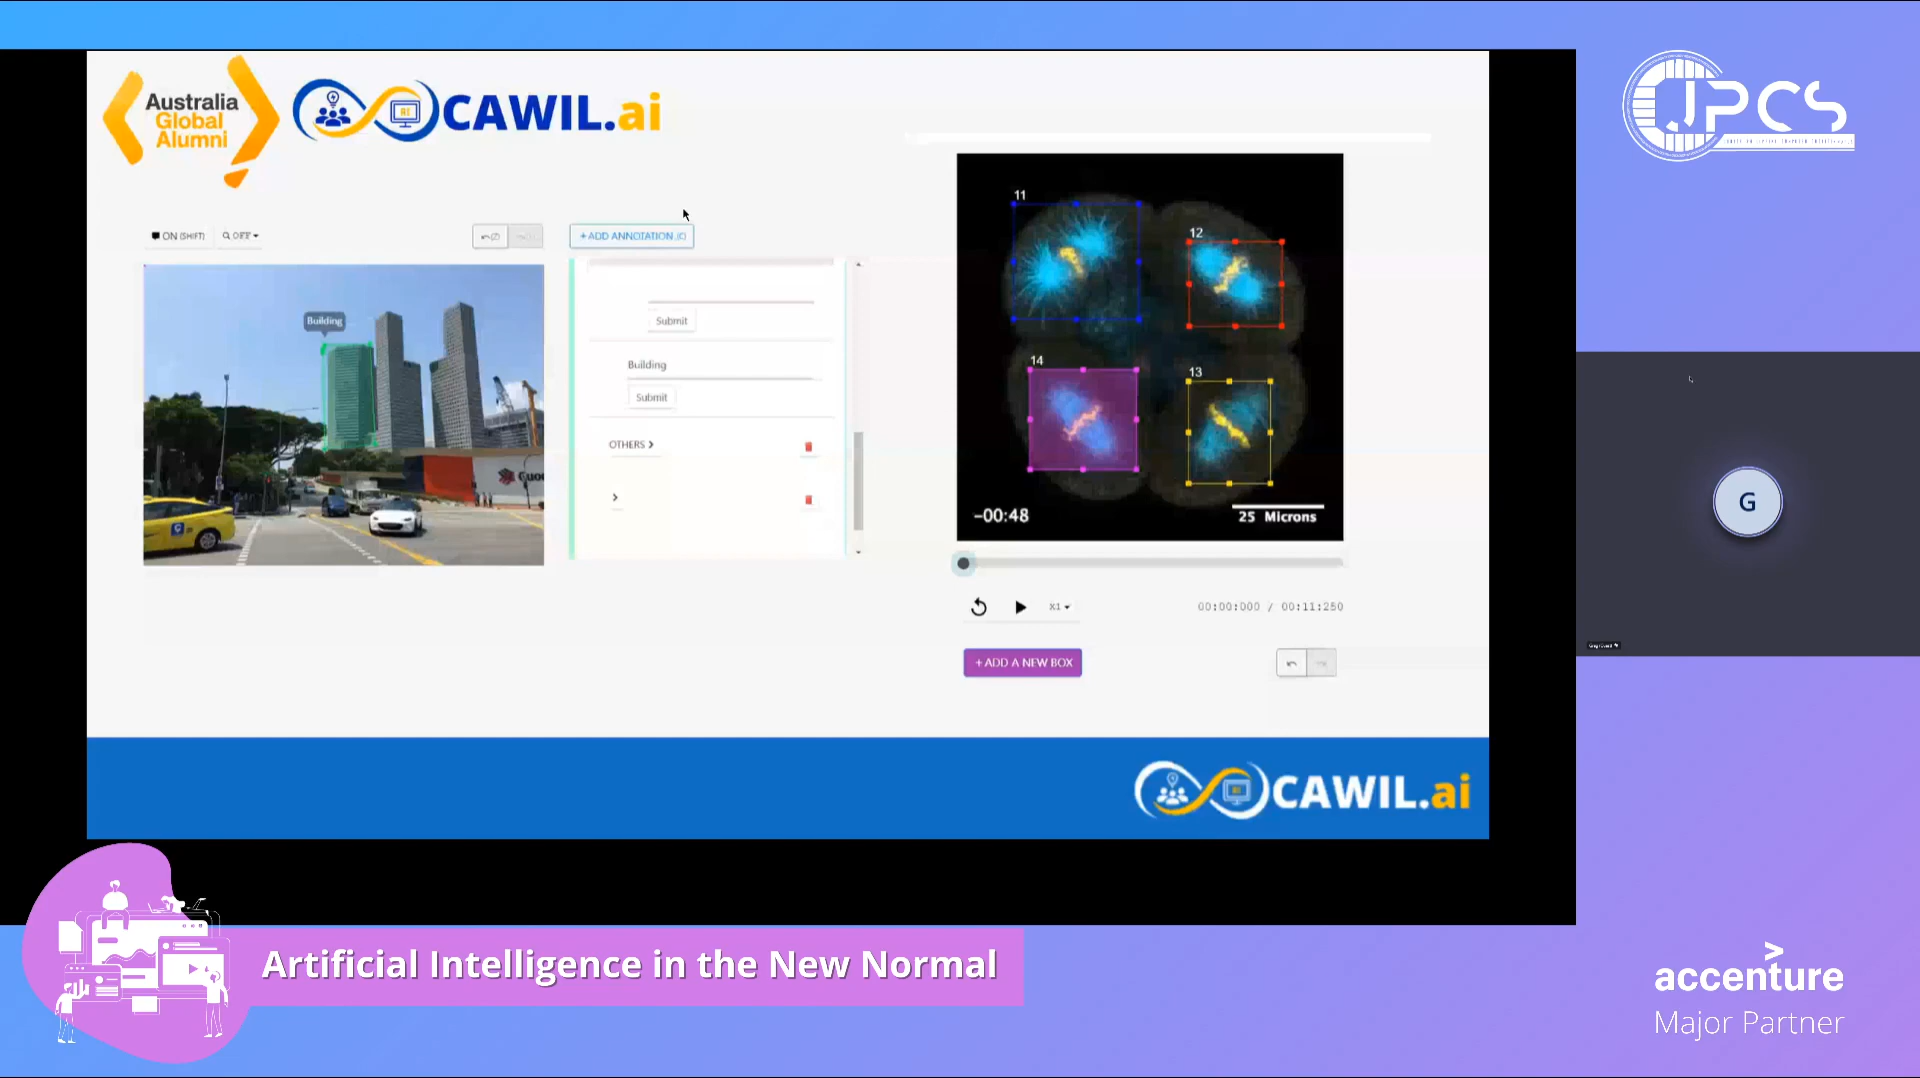 Australia
Global
Alumni
CAWIL.ai
JPCS
ON (SHIFT)
OFF
+ ADD ANNOTATION (C)
Building
Submit
Building
Submit
OTHERS
11
12
14
13
-00:48
25 Microns
X1
00:00:000 / 00:11:250
+ ADD A NEW BOX
G
CAWIL.ai
Artificial Intelligence in the New Normal
accenture
Major Partner